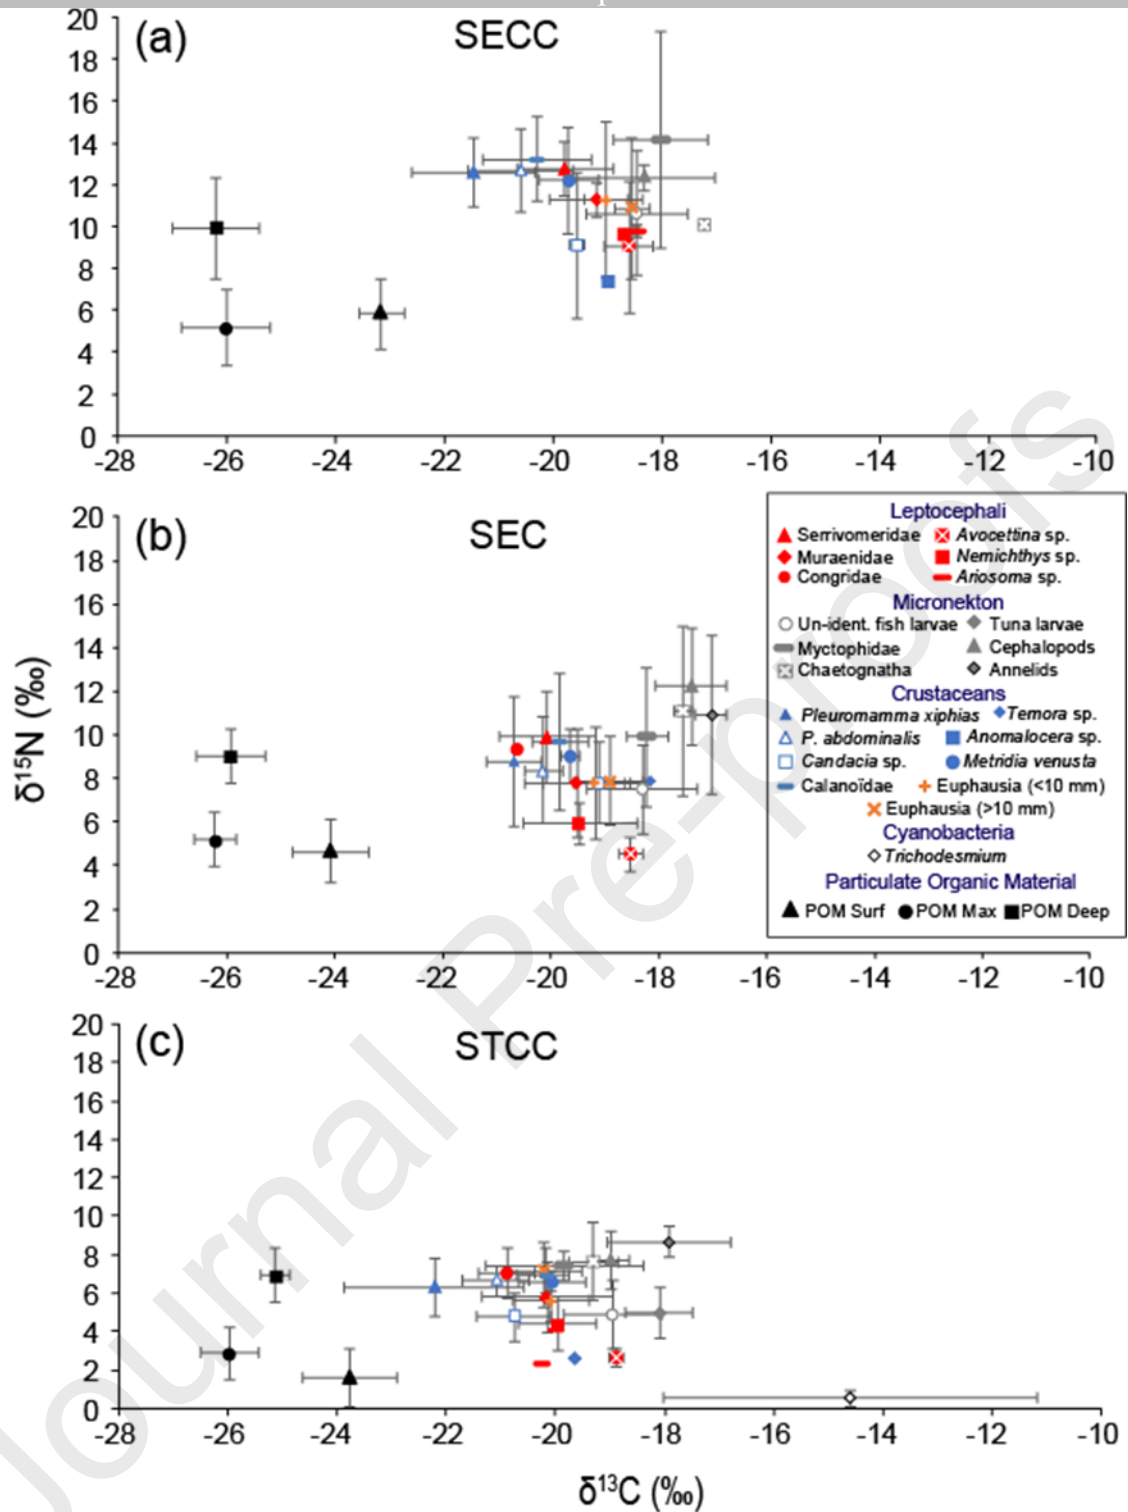 (a) SECC
20
18
16
14
12
10
8
6
4
2
0
-28 -26 -24 -22 -20 -18 -16 -14 -12 -10
(b) SEC
20
18
16
14
12
10
8
6
4
2
0
-28 -26 -24 -22 -20 -18 -16 -14 -12 -10
δ15N (‰)
Leptocephali
Serrivomeridae Avocettina sp.
Muraenidae Nemichthys sp.
Congridae Ariosoma sp.
Micronekton
Un-ident. fish larvae Tuna larvae
Myctophidae Cephalopods
Chaetognatha Annelids
Crustaceans
Pleuromamma xiphias Temora sp.
P. abdominalis Anomalocera sp.
Candacia sp. Metridia venusta
Calanoïdae Euphausia (<10 mm)
Euphausia (>10 mm)
Cyanobacteria
Trichodesmium
Particulate Organic Material
POM Surf POM Max POM Deep
(c) STCC
20
18
16
14
12
10
8
6
4
2
0
-28 -26 -24 -22 -20 -18 -16 -14 -12 -10
δ13C (‰)
Journal Pre-proofs